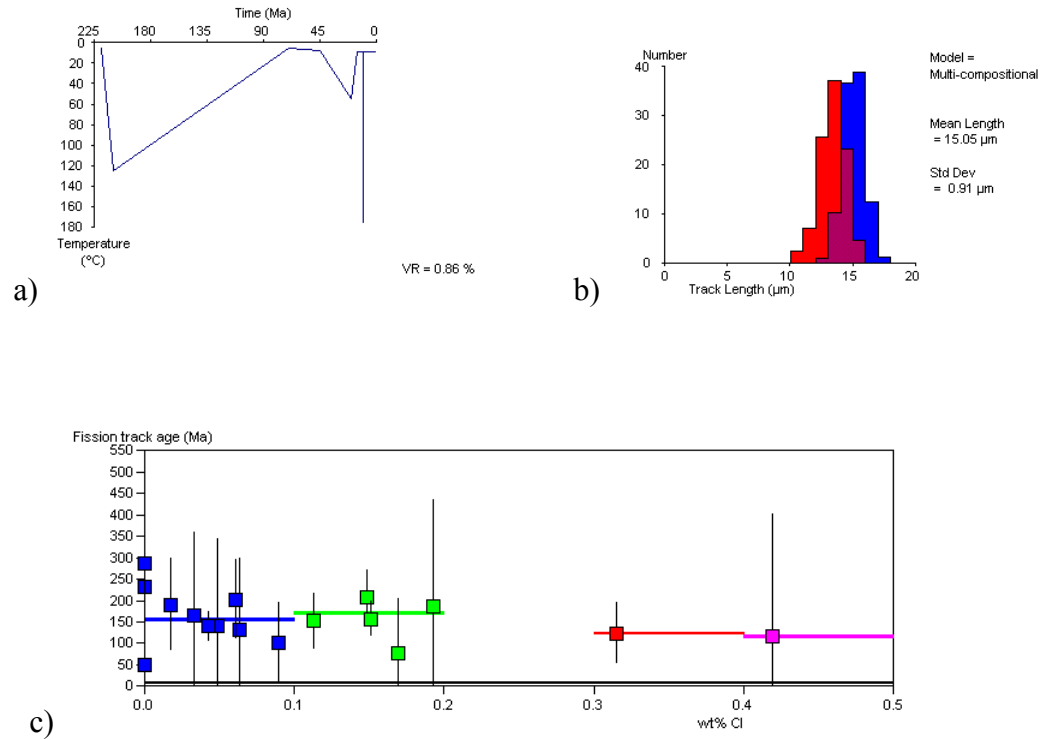 Time (Ma)
225 180 135 90 45 0
0
20
40
60
80
100
120
140
160
180
Temperature
(°C)
VR = 0.86 %
a)
Number
40
30
20
10
0
0 5 10 15 20
Track Length (µm)
Model =
Multi-compositional
Mean Length
= 15.05 µm
Std Dev
= 0.91 µm
b)
Fission track age (Ma)
550
500
450
400
350
300
250
200
150
100
50
0
0.0 0.1 0.2 0.3 0.4 0.5
wt% Cl
c)